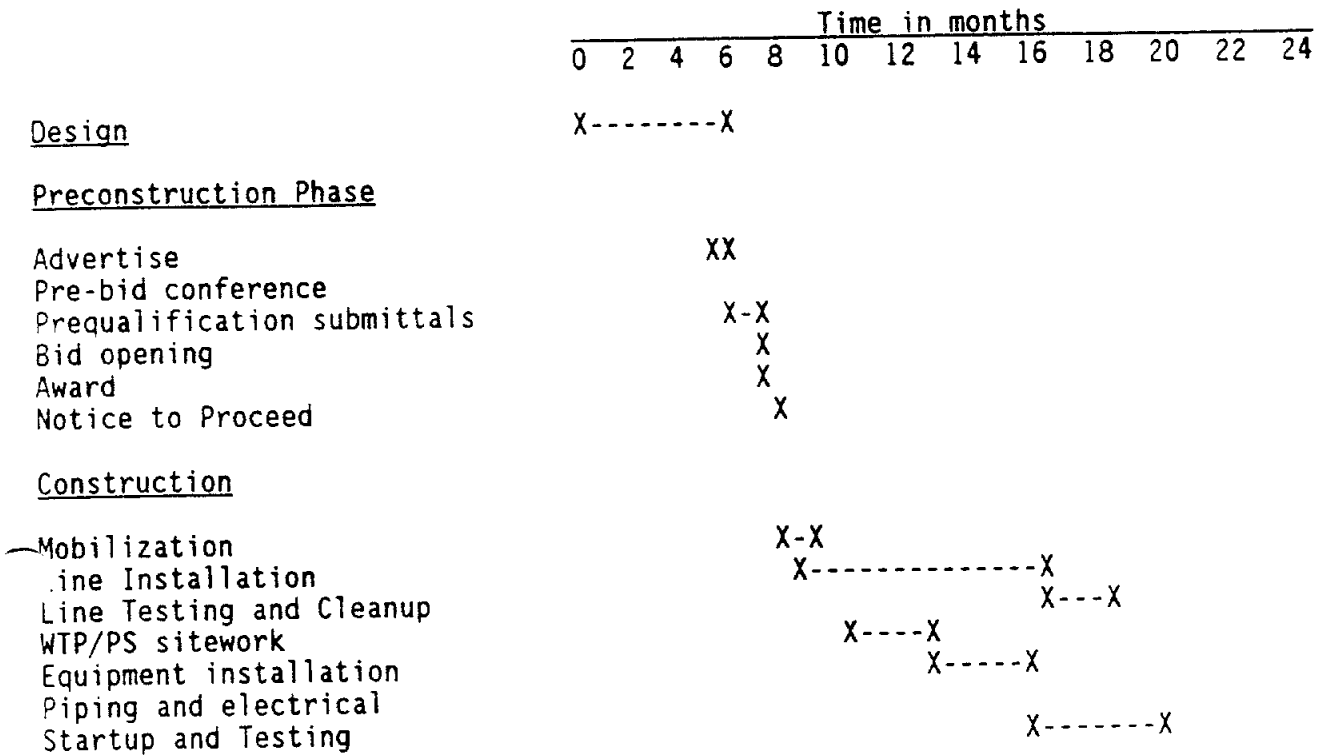 Time in months
0 2 4 6 8 10 12 14 16 18 20 22 24
Design X--------X
Preconstruction Phase
Advertise XX
Pre-bid conference
Prequalification submittals X-X
Bid opening X
Award X
Notice to Proceed X
Construction
Mobilization X-X
ine Installation X--------------X
Line Testing and Cleanup X---X
WTP/PS sitework X----X
Equipment installation X-----X
Piping and electrical
Startup and Testing X-------X